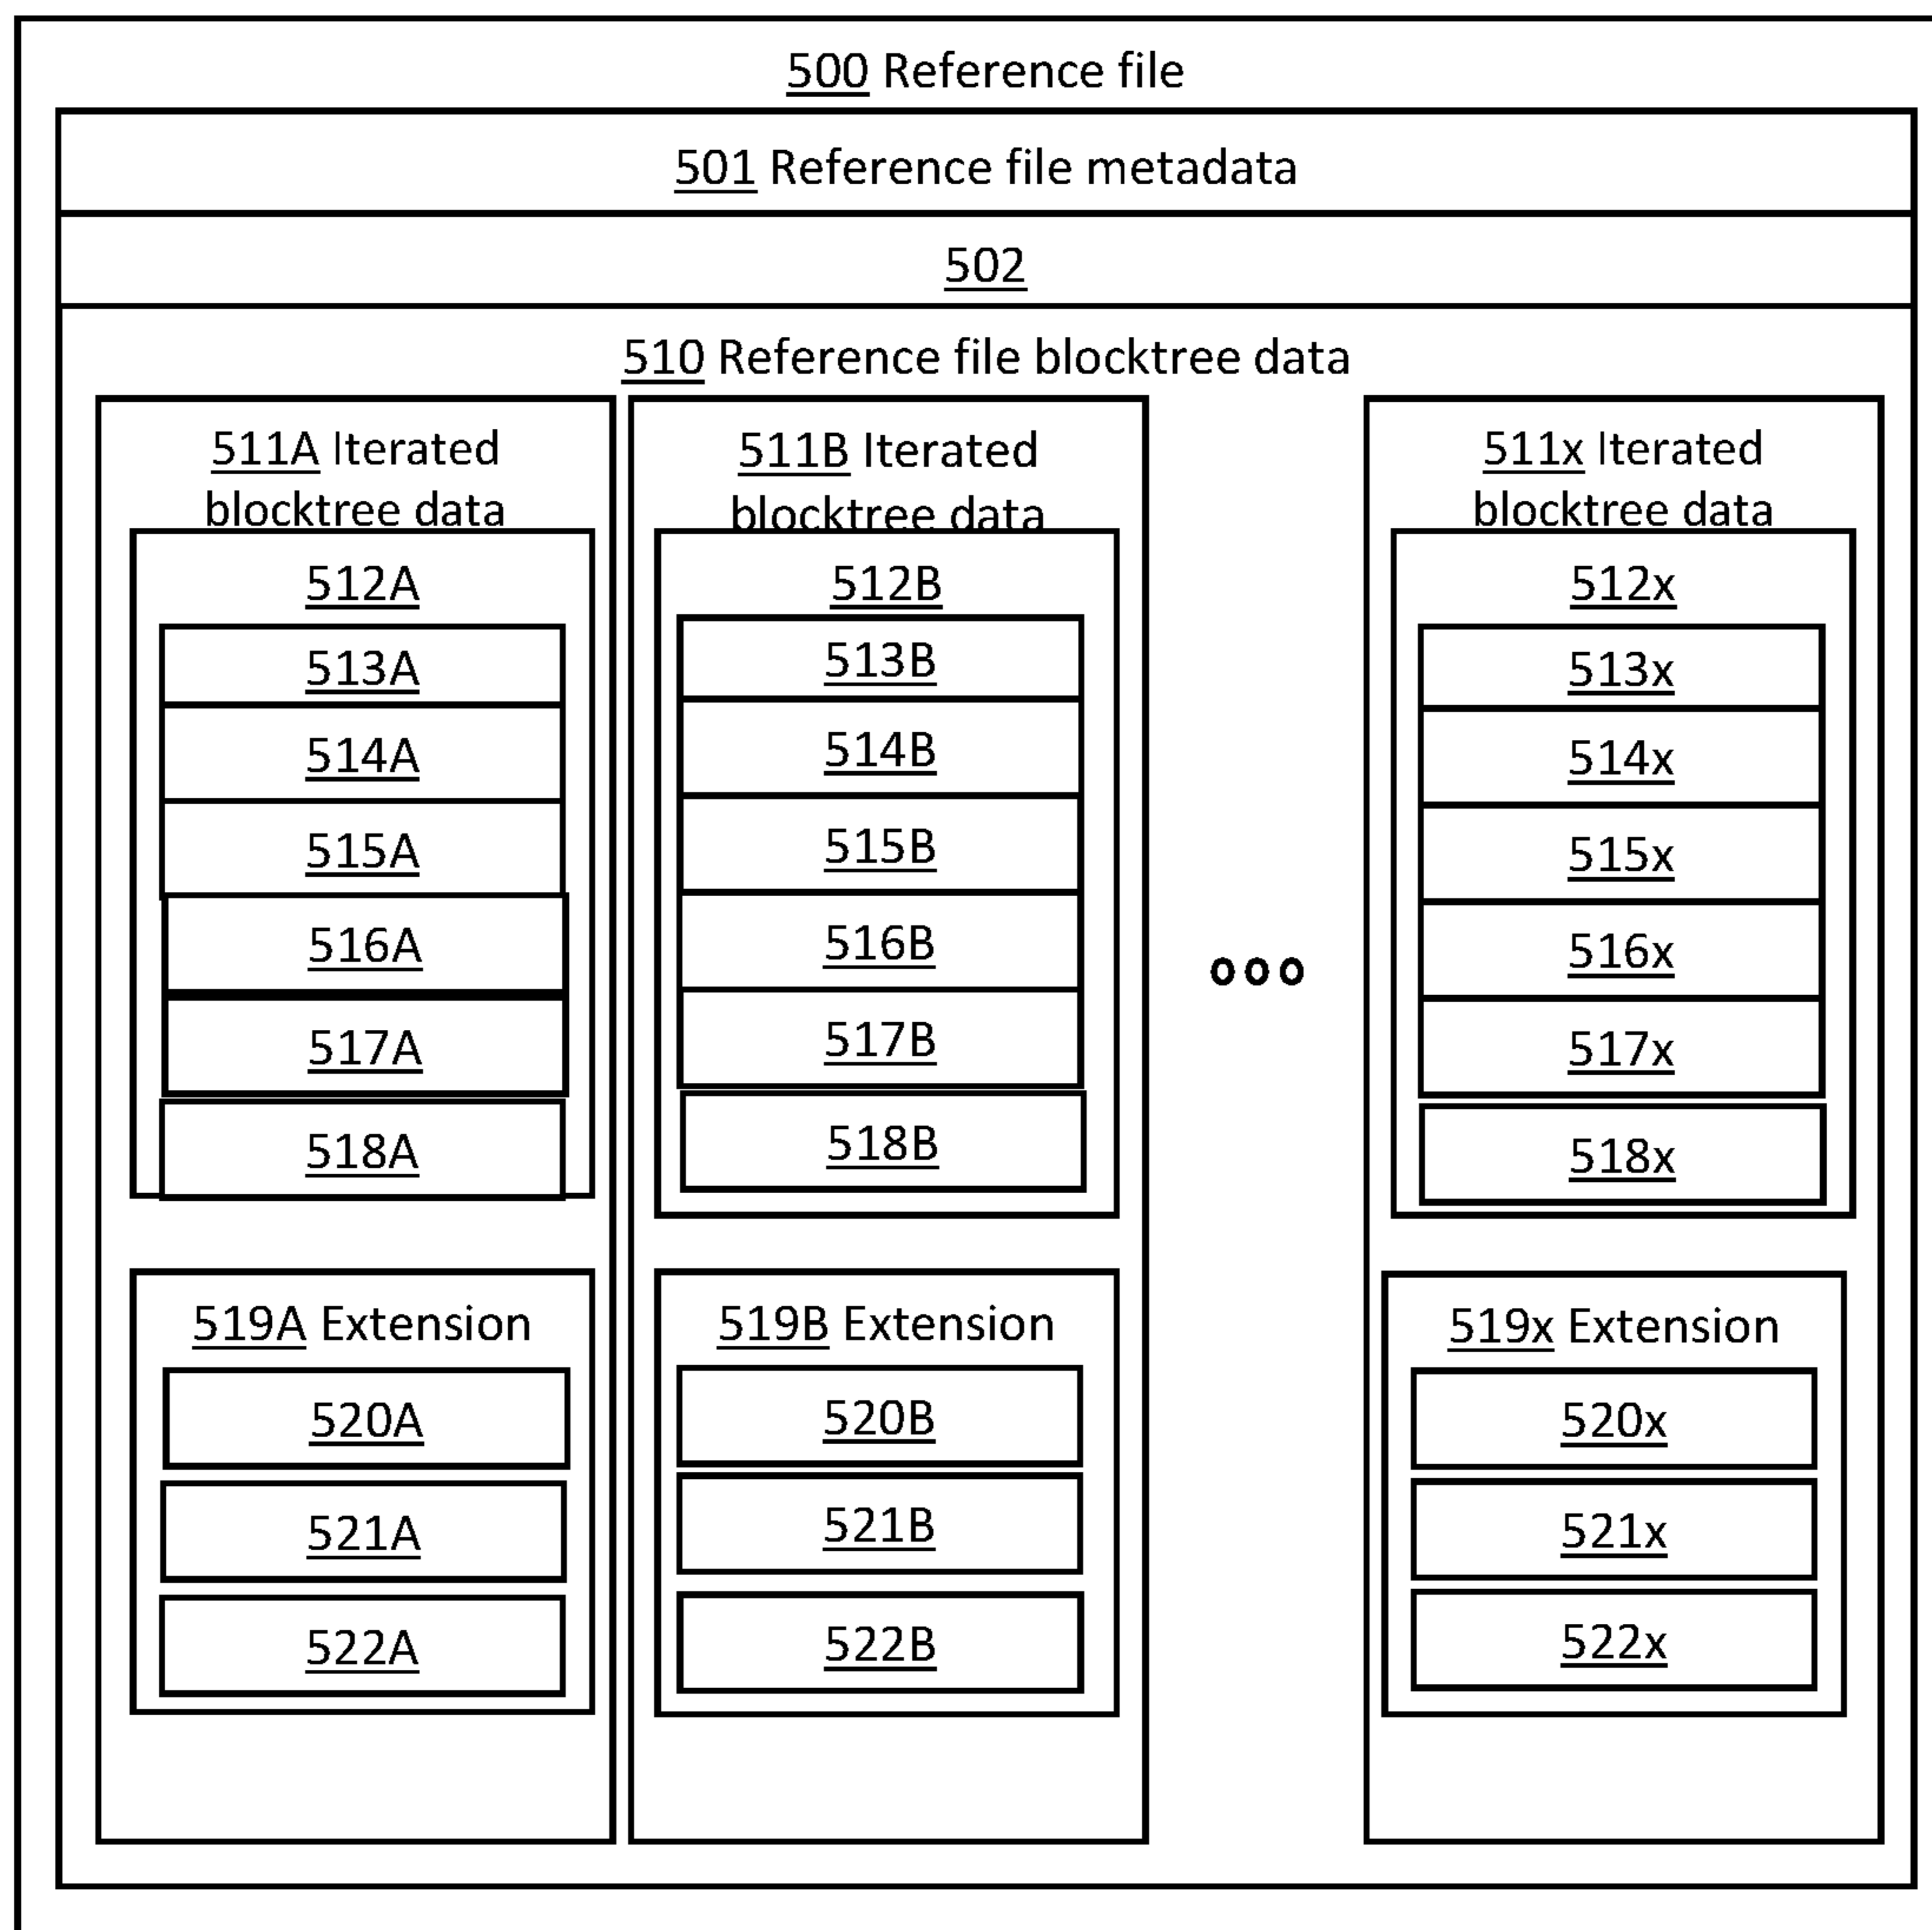 500 Reference file
501 Reference file metadata
502
510 Reference file blocktree data
511A Iterated
blocktree data
512A
513A
514A
515A
516A
517A
518A
519A Extension
520A
521A
522A
511B Iterated
blocktree data
512B
513B
514B
515B
516B
517B
518B
519B Extension
520B
521B
522B
ooo
511x Iterated
blocktree data
512x
513x
514x
515x
516x
517x
518x
519x Extension
520x
521x
522x